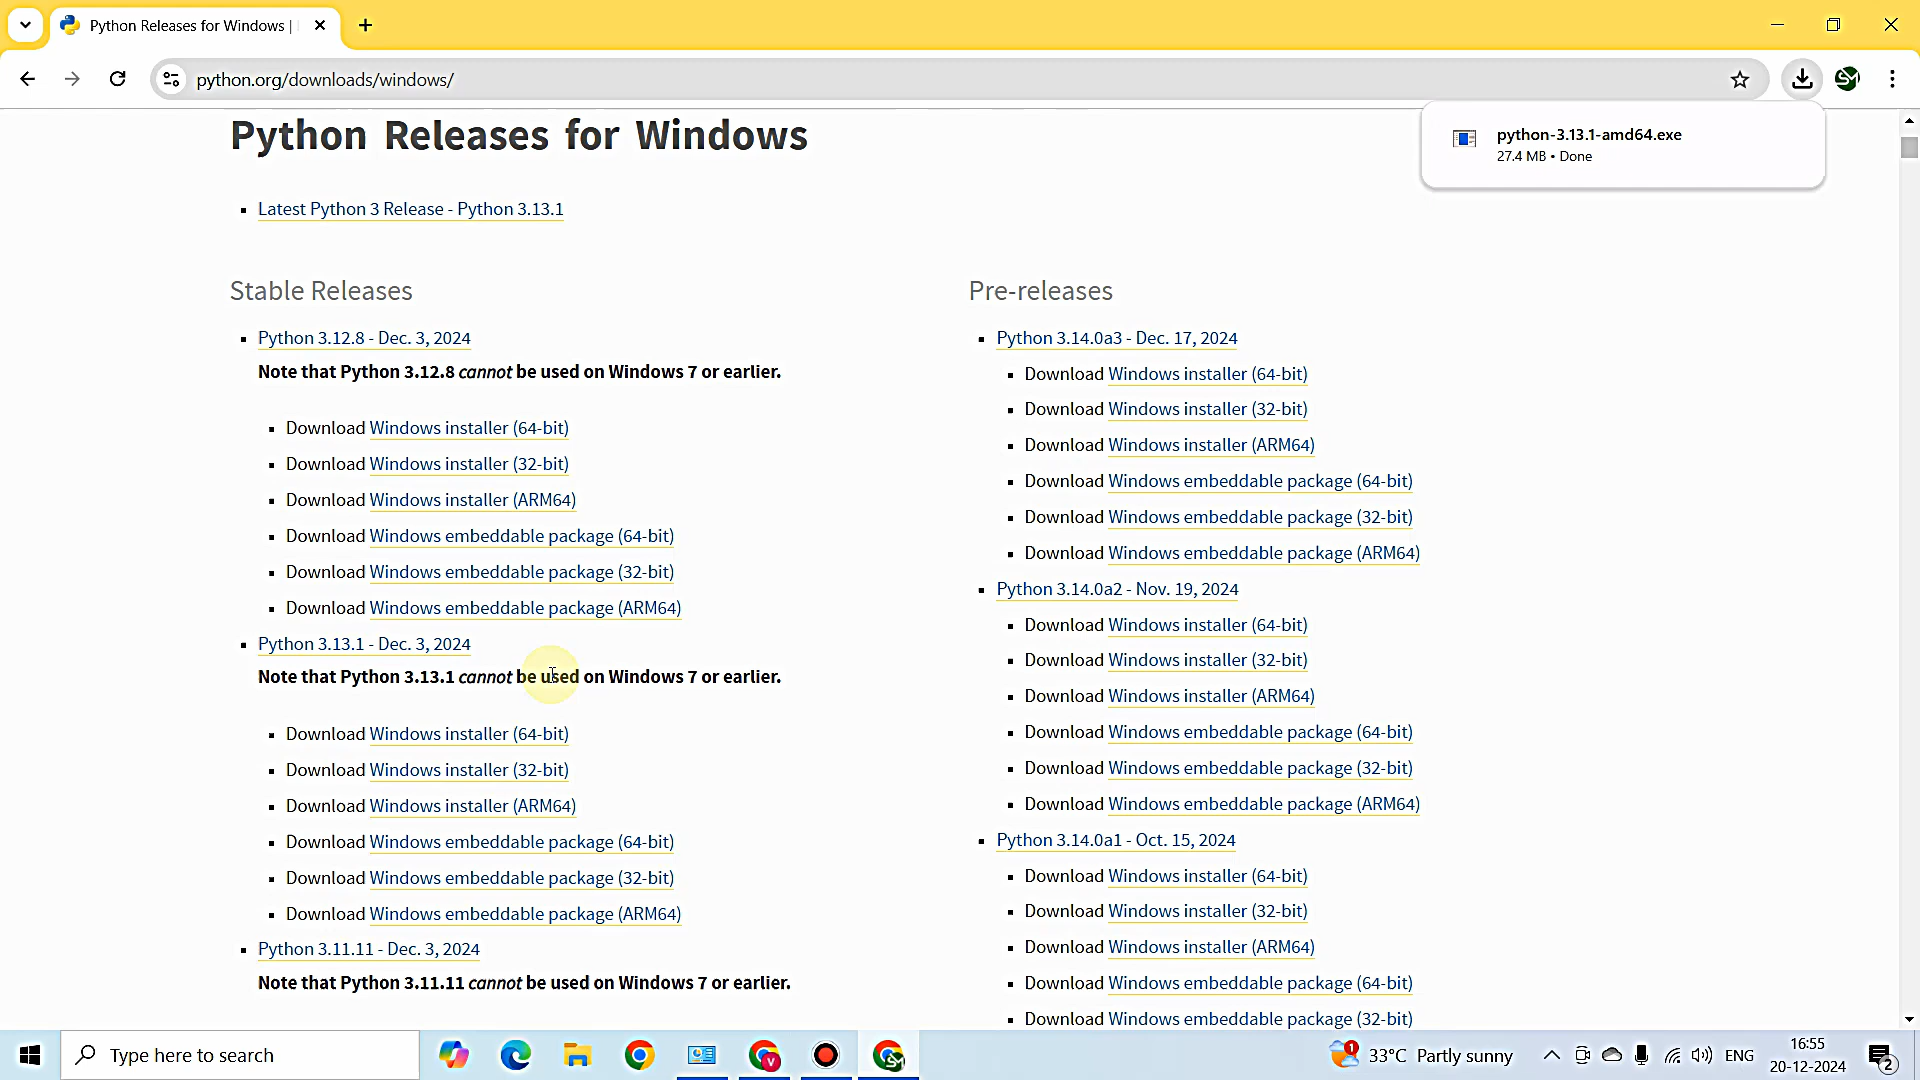 Python Releases for Windows |
python.org/downloads/windows/
python-3.13.1-amd64.exe
27.4 MB • Done
Python Releases for Windows
Latest Python 3 Release - Python 3.13.1
Stable Releases
Python 3.12.8 - Dec. 3, 2024
Note that Python 3.12.8 cannot be used on Windows 7 or earlier.
Download Windows installer (64-bit)
Download Windows installer (32-bit)
Download Windows installer (ARM64)
Download Windows embeddable package (64-bit)
Download Windows embeddable package (32-bit)
Download Windows embeddable package (ARM64)
Python 3.13.1 - Dec. 3, 2024
Note that Python 3.13.1 cannot be used on Windows 7 or earlier.
Download Windows installer (64-bit)
Download Windows installer (32-bit)
Download Windows installer (ARM64)
Download Windows embeddable package (64-bit)
Download Windows embeddable package (32-bit)
Download Windows embeddable package (ARM64)
Python 3.11.11 - Dec. 3, 2024
Note that Python 3.11.11 cannot be used on Windows 7 or earlier.
Pre-releases
Python 3.14.0a3 - Dec. 17, 2024
Download Windows installer (64-bit)
Download Windows installer (32-bit)
Download Windows installer (ARM64)
Download Windows embeddable package (64-bit)
Download Windows embeddable package (32-bit)
Download Windows embeddable package (ARM64)
Python 3.14.0a2 - Nov. 19, 2024
Download Windows installer (64-bit)
Download Windows installer (32-bit)
Download Windows installer (ARM64)
Download Windows embeddable package (64-bit)
Download Windows embeddable package (32-bit)
Download Windows embeddable package (ARM64)
Python 3.14.0a1 - Oct. 15, 2024
Download Windows installer (64-bit)
Download Windows installer (32-bit)
Download Windows installer (ARM64)
Download Windows embeddable package (64-bit)
Download Windows embeddable package (32-bit)
Type here to search
V
1
33°C Partly sunny
ENG
16:55
20-12-2024
2